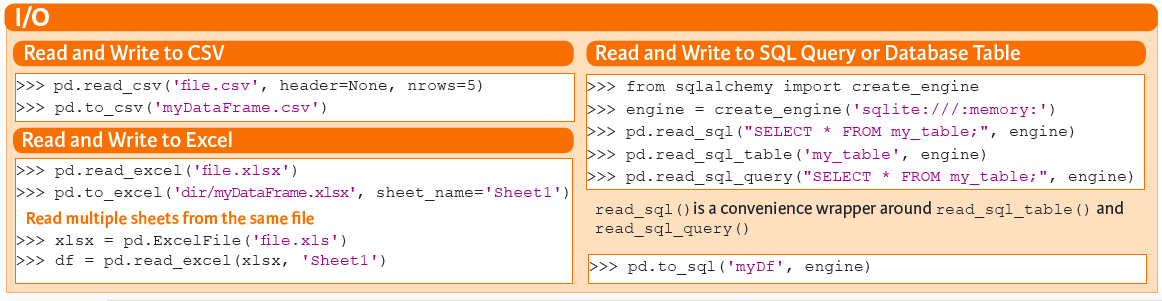 I/O
Read and Write to CSV
>>> pd.read_csv('file.csv', header=None, nrows=5)
>>> pd.to_csv('myDataFrame.csv')
Read and Write to Excel
>>> pd.read_excel('file.xlsx')
>>> pd.to_excel('dir/myDataFrame.xlsx', sheet_name='Sheet1')
Read multiple sheets from the same file
>>> xlsx = pd.ExcelFile('file.xls')
>>> df = pd.read_excel(xlsx, 'Sheet1')
Read and Write to SQL Query or Database Table
>>> from sqlalchemy import create_engine
>>> engine = create_engine('sqlite:///:memory:')
>>> pd.read_sql("SELECT * FROM my_table;", engine)
>>> pd.read_sql_table('my_table', engine)
>>> pd.read_sql_query("SELECT * FROM my_table;", engine)
read_sql() is a convenience wrapper around read_sql_table() and
read_sql_query()
>>> pd.to_sql('myDf', engine)